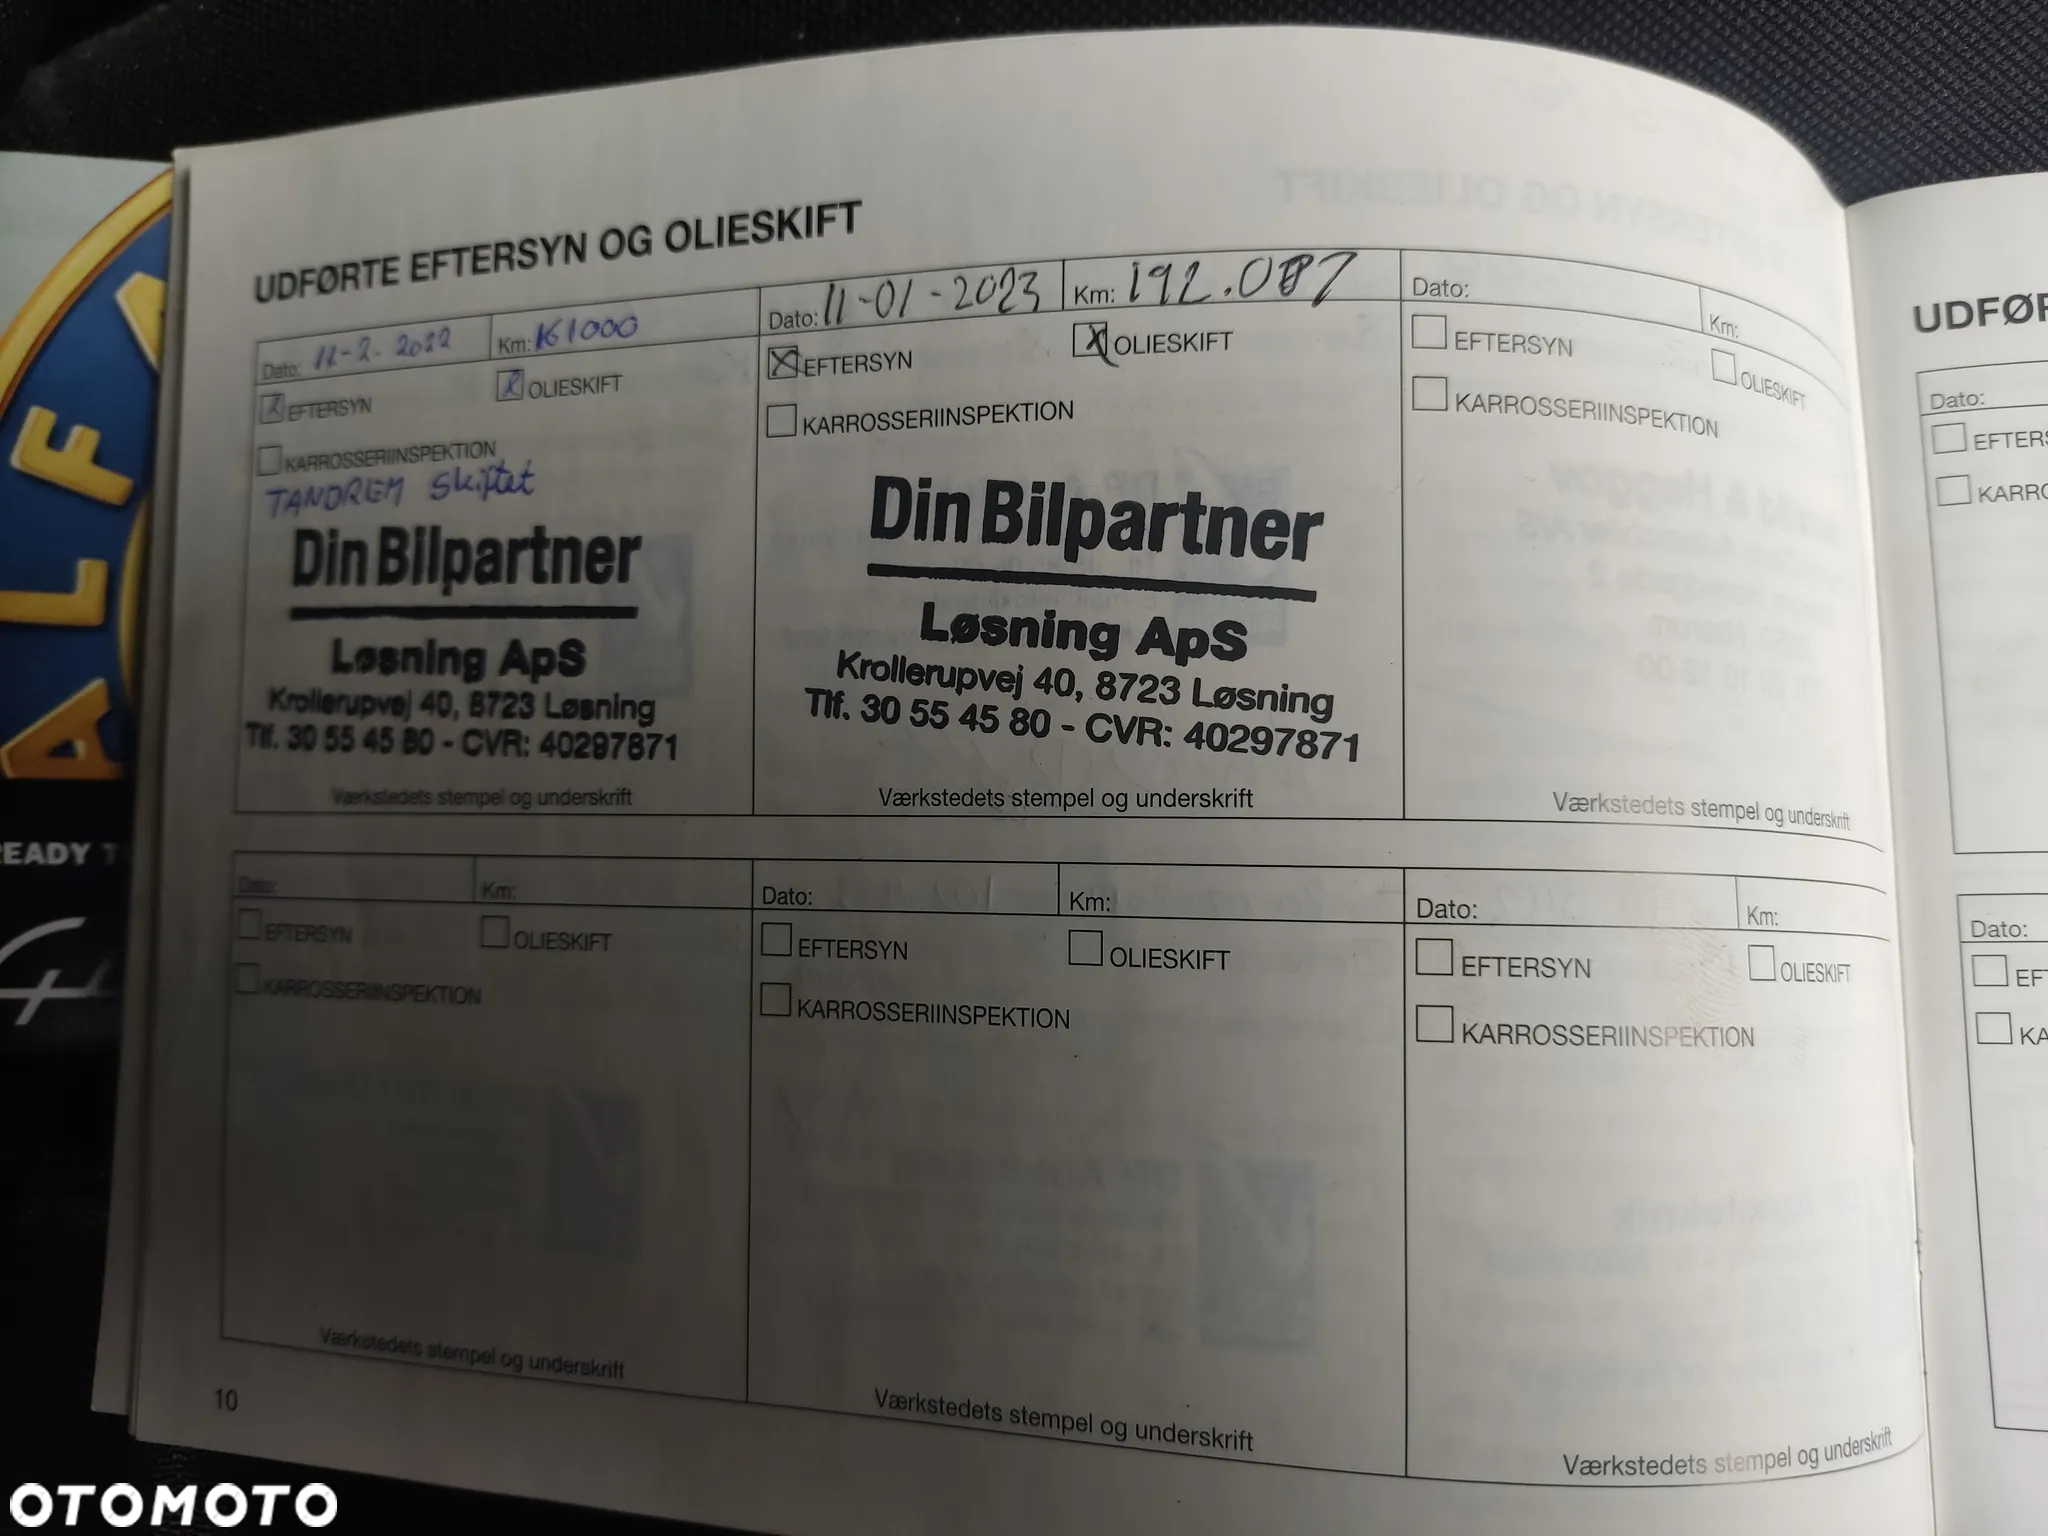 UDFØRTE EFTERSYN OG OLIESKIFT
Dato: 11-2-2022 Km: 161000
EFTERSYN OLIESKIFT
KARROSSERIINSPEKTION
TANDREM Skiftet
Din Bilpartner
Løsning ApS
Krollerupvej 40, 8723 Løsning
Tlf. 30 55 45 80 - CVR: 40297871
Værkstedets stempel og underskrift
Dato: 11-01-2023 Km: 192.087
X EFTERSYN X OLIESKIFT
KARROSSERIINSPEKTION
Din Bilpartner
Løsning ApS
Krollerupvej 40, 8723 Løsning
Tlf. 30 55 45 80 - CVR: 40297871
Værkstedets stempel og underskrift
Dato: Km:
EFTERSYN OLIESKIFT
KARROSSERIINSPEKTION
Værkstedets stempel og underskrift
Dato: Km:
EFTERSYN OLIESKIFT
KARROSSERIINSPEKTION
Værkstedets stempel og underskrift
Dato: Km:
EFTERSYN OLIESKIFT
KARROSSERIINSPEKTION
Værkstedets stempel og underskrift
Dato: Km:
EFTERSYN OLIESKIFT
KARROSSERIINSPEKTION
Værkstedets stempel og underskrift
10
UDFØR
Dato:
EFTERS
KARRO
Dato:
EF
KA
ALFA
EADY T
OTOMOTO